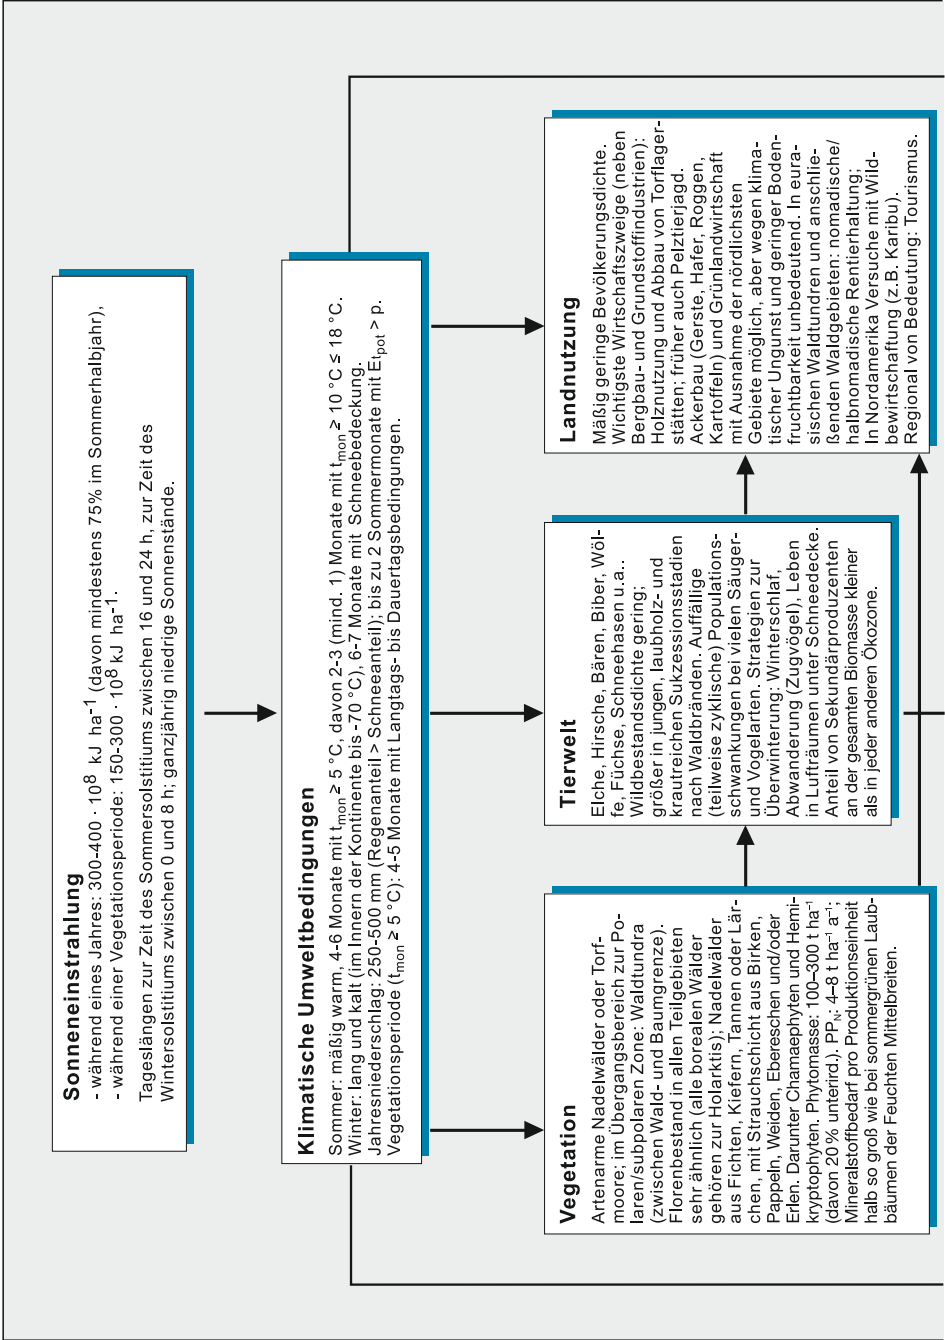 Sonneneinstrahlung
- während eines Jahres: 300-400 · 10⁸ kJ ha⁻¹ (davon mindestens 75% im Sommerhalbjahr),
- während einer Vegetationsperiode: 150-300 · 10⁸ kJ ha⁻¹.
Tageslängen zur Zeit des Sommersolstitiums zwischen 16 und 24 h, zur Zeit des
Wintersolstitiums zwischen 0 und 8 h; ganzjährig niedrige Sonnenstände.
Klimatische Umweltbedingungen
Sommer: mäßig warm, 4-6 Monate mit t_mon ≥ 5 °C, davon 2-3 (mind. 1) Monate mit t_mon ≥ 10 °C ≤ 18 °C.
Winter: lang und kalt (im Innern der Kontinente bis -70 °C), 6-7 Monate mit Schneebedeckung.
Jahresniederschlag: 250-500 mm (Regenanteil > Schneeanteil); bis zu 2 Sommermonate mit Et_pot > p.
Vegetationsperiode (t_mon ≥ 5 °C): 4-5 Monate mit Langtags- bis Dauertagsbedingungen.
Vegetation
Artenarme Nadelwälder oder Torf-
moore; im Übergangsbereich zur Po-
laren/subpolaren Zone: Waldtundra
(zwischen Wald- und Baumgrenze).
Florenbestand in allen Teilgebieten
sehr ähnlich (alle borealen Wälder
gehören zur Holarktis); Nadelwälder
aus Fichten, Kiefern, Tannen oder Lär-
chen, mit Strauchschicht aus Birken,
Pappeln, Weiden, Ebereschen und/oder
Erlen. Darunter Chamaephyten und Hemi-
kryptophyten. Phytomasse: 100–300 t ha⁻¹
(davon 20 % unterird.). PP_N: 4–8 t ha⁻¹ a⁻¹;
Mineralstoffbedarf pro Produktionseinheit
halb so groß wie bei sommergrünen Laub-
bäumen der Feuchten Mittelbreiten.
Tierwelt
Elche, Hirsche, Bären, Biber, Wöl-
fe, Füchse, Schneehasen u.a..
Wildbestandsdichte gering;
größer in jungen, laubholz- und
krautreichen Sukzessionsstadien
nach Waldbränden. Auffällige
(teilweise zyklische) Populations-
schwankungen bei vielen Säuger-
und Vogelarten. Strategien zur
Überwinterung: Winterschlaf,
Abwanderung (Zugvögel), Leben
in Lufträumen unter Schneedecke.
Anteil von Sekundärproduzenten
an der gesamten Biomasse kleiner
als in jeder anderen Ökozone.
Landnutzung
Mäßig geringe Bevölkerungsdichte.
Wichtigste Wirtschaftszweige (neben
Bergbau- und Grundstoffindustrien):
Holznutzung und Abbau von Torflager-
stätten; früher auch Pelztierjagd.
Ackerbau (Gerste, Hafer, Roggen,
Kartoffeln) und Grünlandwirtschaft
mit Ausnahme der nördlichsten
Gebiete möglich, aber wegen klima-
tischer Ungunst und geringer Boden-
fruchtbarkeit unbedeutend. In eura-
sischen Waldtundren und anschlie-
ßenden Waldgebieten: nomadische/
halbnomadische Rentierhaltung;
In Nordamerika Versuche mit Wild-
bewirtschaftung (z.B. Karibu).
Regional von Bedeutung: Tourismus.